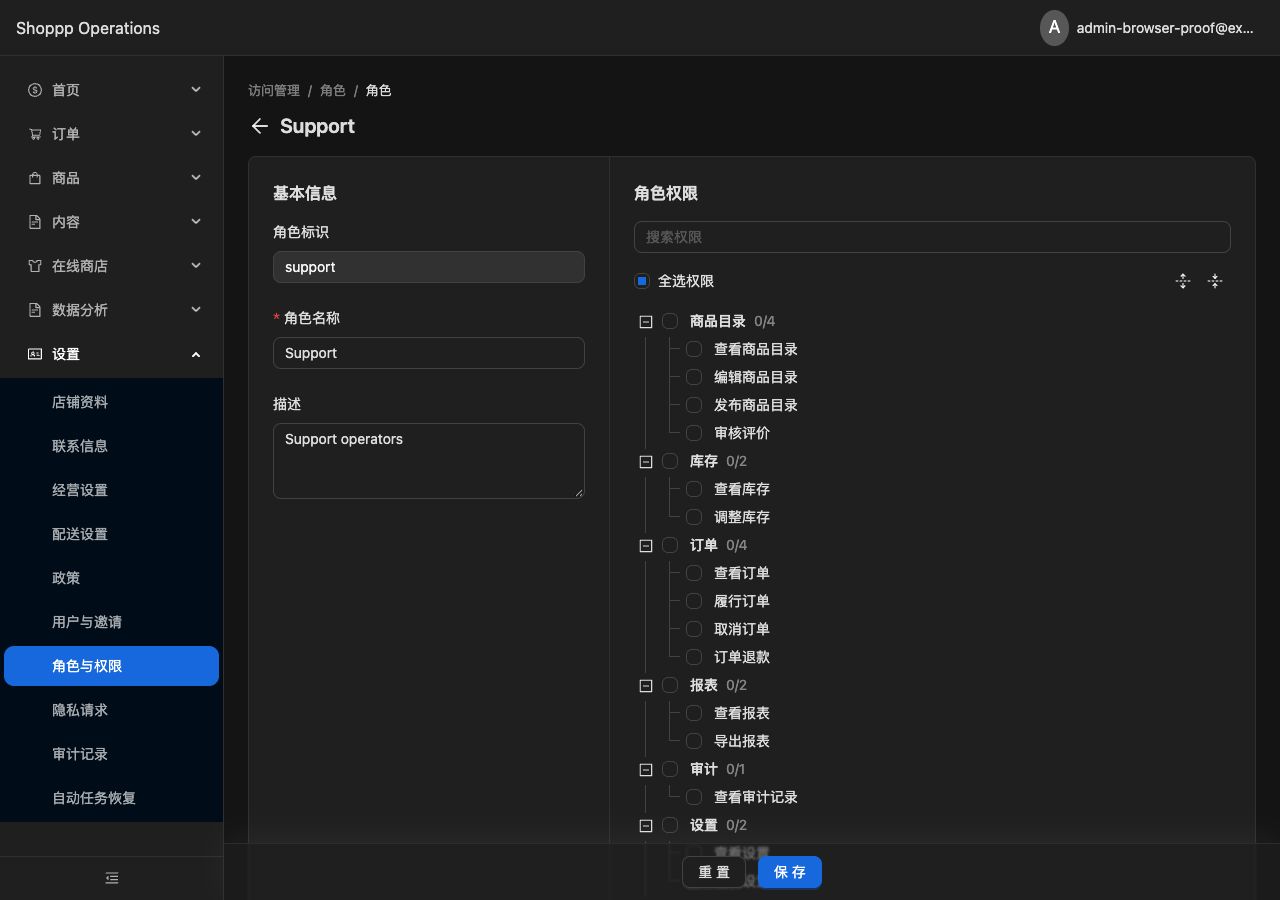 Shoppp Operations
A
admin-browser-proof@ex...
首页
订单
商品
内容
在线商店
数据分析
设置
店铺资料
联系信息
经营设置
配送设置
政策
用户与邀请
角色与权限
隐私请求
审计记录
自动任务恢复
访问管理 / 角色 / 角色
Support
基本信息
角色标识
support
* 角色名称
Support
描述
Support operators
角色权限
搜索权限
全选权限
商品目录 0/4
查看商品目录
编辑商品目录
发布商品目录
审核评价
库存 0/2
查看库存
调整库存
订单 0/4
查看订单
履行订单
取消订单
订单退款
报表 0/2
查看报表
导出报表
审计 0/1
查看审计记录
设置 0/2
查看设置
重 置
保 存